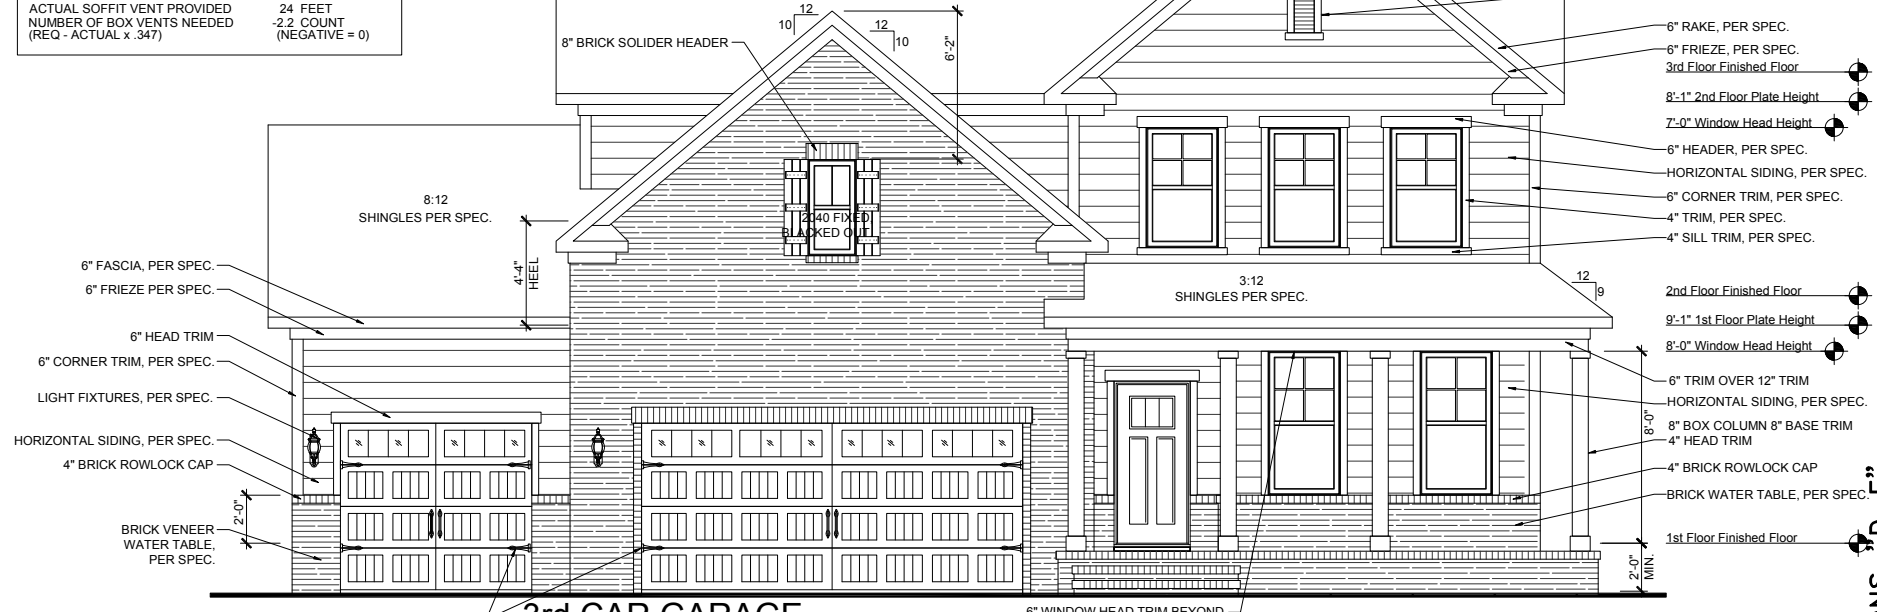 ACTUAL SOFFIT VENT PROVIDED 24 FEET
NUMBER OF BOX VENTS NEEDED -2.2 COUNT
(REQ - ACTUAL x .347) (NEGATIVE = 0)
12
10
12
10
6'-2"
8" BRICK SOLIDER HEADER
8:12
SHINGLES PER SPEC.
2040 FIXED
BLACKED OUT
4'-4"
HEEL
6" FASCIA, PER SPEC.
6" FRIEZE PER SPEC.
6" HEAD TRIM
6" CORNER TRIM, PER SPEC.
LIGHT FIXTURES, PER SPEC.
HORIZONTAL SIDING, PER SPEC.
4" BRICK ROWLOCK CAP
2'-0"
BRICK VENEER
WATER TABLE,
PER SPEC.
3:12
SHINGLES PER SPEC.
12
9
6" RAKE, PER SPEC.
6" FRIEZE, PER SPEC.
3rd Floor Finished Floor
8'-1" 2nd Floor Plate Height
7'-0" Window Head Height
6" HEADER, PER SPEC.
HORIZONTAL SIDING, PER SPEC.
6" CORNER TRIM, PER SPEC.
4" TRIM, PER SPEC.
4" SILL TRIM, PER SPEC.
2nd Floor Finished Floor
9'-1" 1st Floor Plate Height
8'-0" Window Head Height
6" TRIM OVER 12" TRIM
HORIZONTAL SIDING, PER SPEC.
8'-0"
8" BOX COLUMN 8" BASE TRIM
4" HEAD TRIM
4" BRICK ROWLOCK CAP
BRICK WATER TABLE, PER SPEC.
1st Floor Finished Floor
2'-0"
MIN.
3rd CAR GARAGE
6" WINDOW HEAD TRIM BEYOND